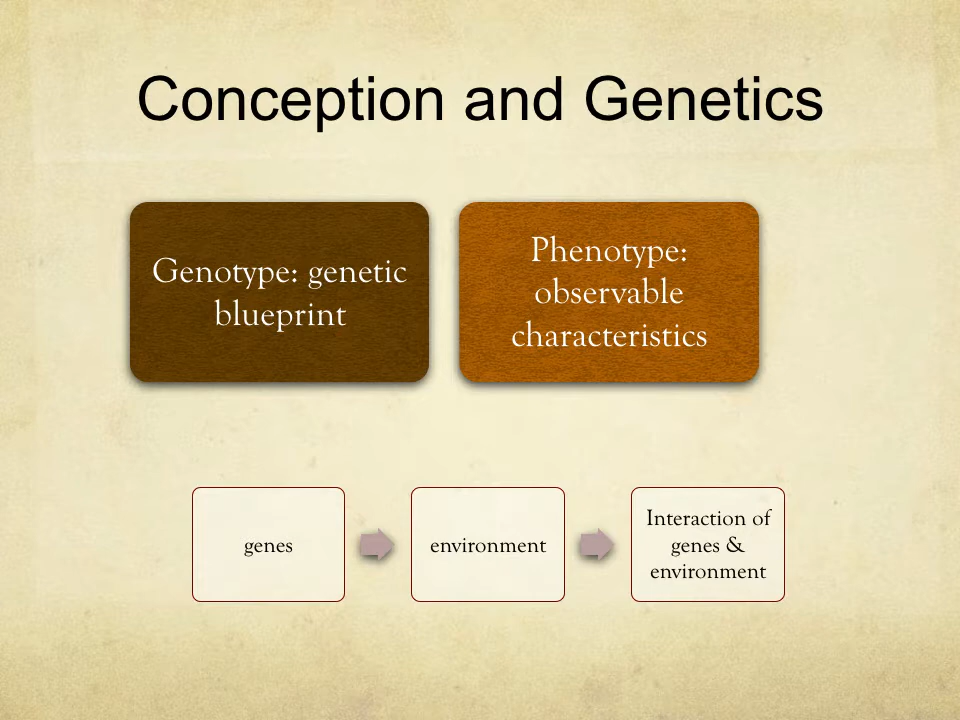 Conception and Genetics
Genotype: genetic
blueprint
Phenotype:
observable
characteristics
genes
environment
Interaction of
genes &
environment